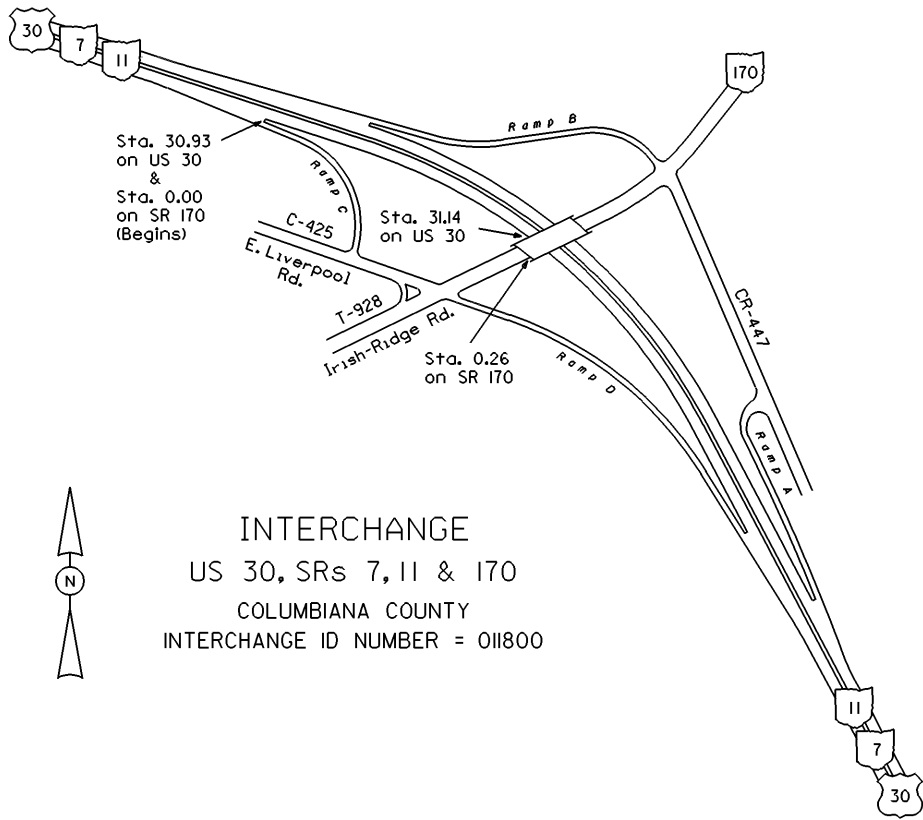 30
7
11
170
Ramp B
Sta. 30.93
on US 30
&
Sta. 0.00
on SR 170
(Begins)
Ramp C
C-425
E. Liverpool
Rd.
Sta. 31.14
on US 30
T-928
Irish-Ridge Rd.
Sta. 0.26
on SR 170
Ramp D
CR-447
Ramp A
N
INTERCHANGE
US 30, SRs 7, 11 & 170
COLUMBIANA COUNTY
INTERCHANGE ID NUMBER = 011800
11
7
30